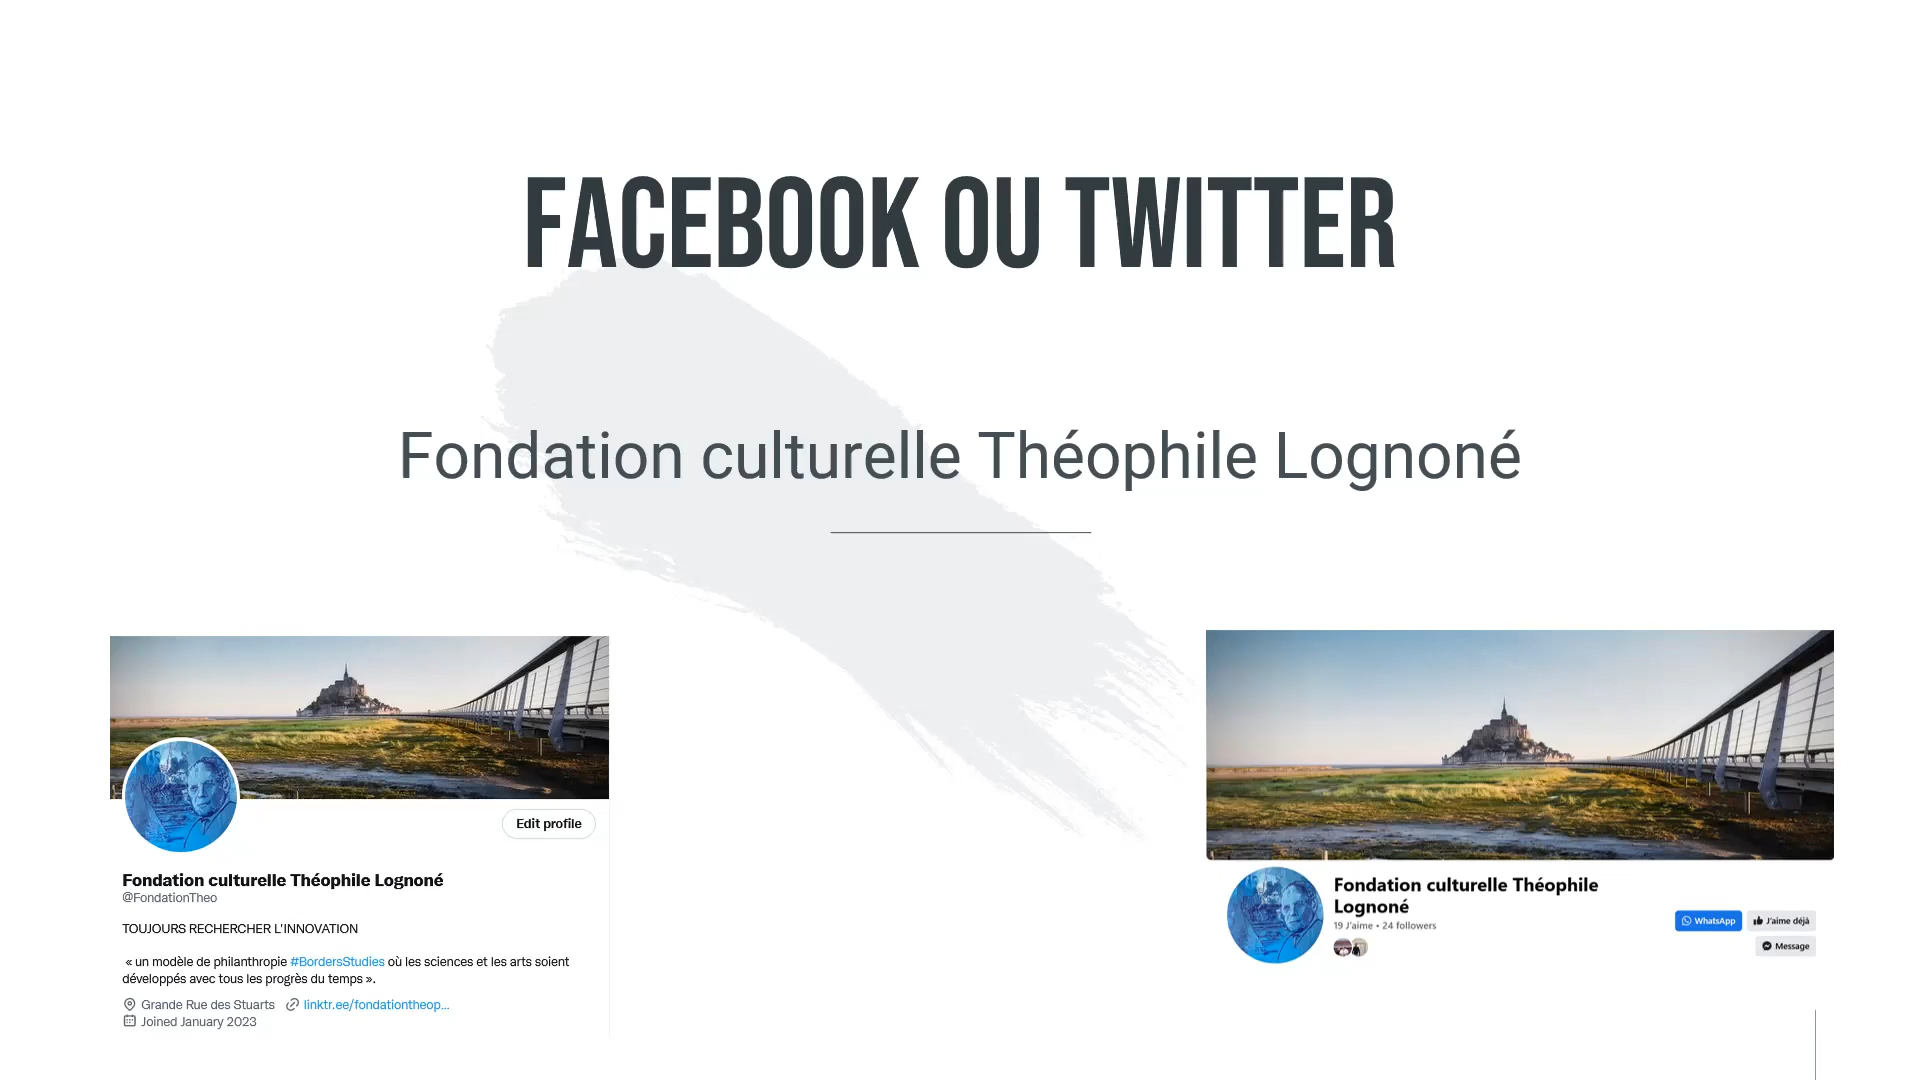 FACEBOOK OU TWITTER
Fondation culturelle Théophile Lognoné
Edit profile
Fondation culturelle Théophile Lognoné
@FondationTheo
TOUJOURS RECHERCHER L'INNOVATION
« un modèle de philanthropie #BordersStudies où les sciences et les arts soient
développés avec tous les progrès du temps ».
Grande Rue des Stuarts linktr.ee/fondationtheop...
Joined January 2023
Fondation culturelle Théophile
Lognoné
19 J'aime • 24 followers
WhatsApp J'aime déjà
Message